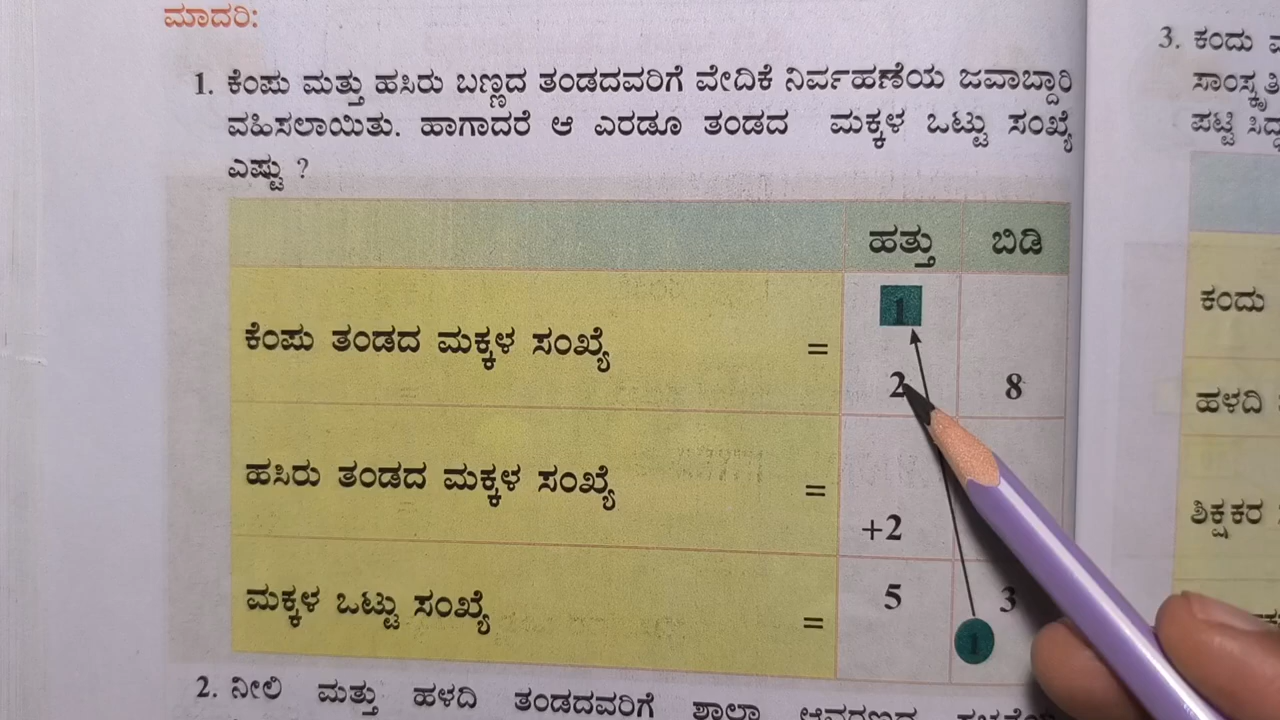 ಮಾದರಿ:
1. ಕೆಂಪು ಮತ್ತು ಹಸಿರು ಬಣ್ಣದ ತಂಡದವರಿಗೆ ವೇದಿಕೆ ನಿರ್ವಹಣೆಯ ಜವಾಬ್ದಾರಿ
ವಹಿಸಲಾಯಿತು. ಹಾಗಾದರೆ ಆ ಎರಡೂ ತಂಡದ ಮಕ್ಕಳ ಒಟ್ಟು ಸಂಖ್ಯೆ
ಎಷ್ಟು ?
ಹತ್ತು ಬಿಡಿ
1
ಕೆಂಪು ತಂಡದ ಮಕ್ಕಳ ಸಂಖ್ಯೆ =
2 8
ಹಸಿರು ತಂಡದ ಮಕ್ಕಳ ಸಂಖ್ಯೆ =
+2
ಮಕ್ಕಳ ಒಟ್ಟು ಸಂಖ್ಯೆ = 5 3
1
2. ನೀಲಿ ಮತ್ತು ಹಳದಿ ತಂಡದವರಿಗೆ ಶಾಲಾ
3. ಕಂದು
ಕಂದು
ಹಳದಿ
ಶಿಕ್ಷಕರ